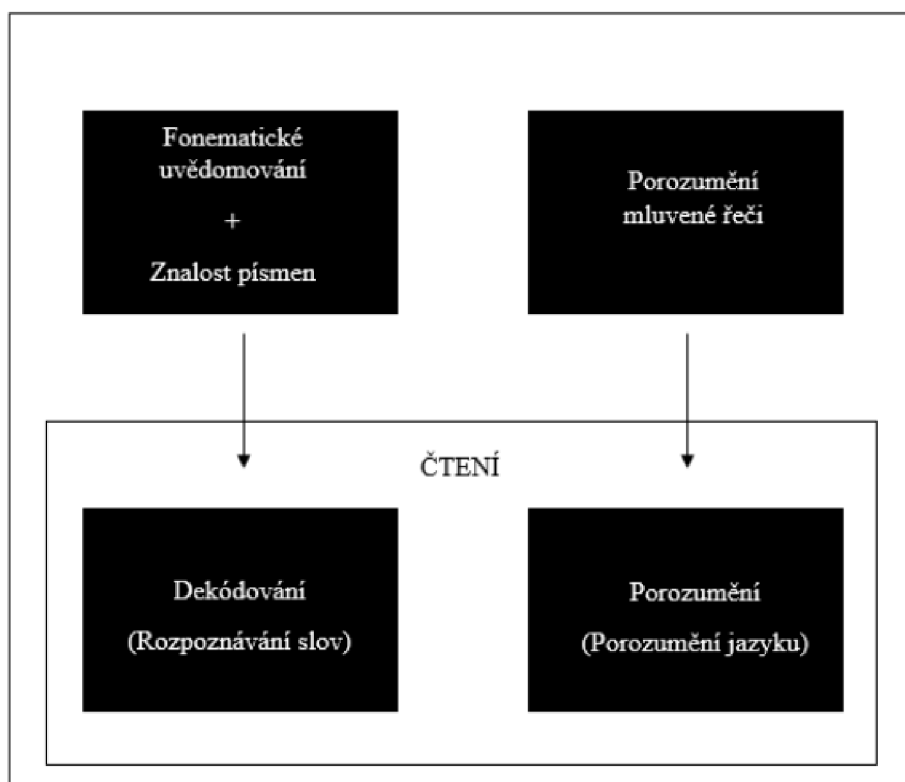 Fonematické
uvědomování
+
Znalost písmen
Porozumění
mluvené řeči
ČTENÍ
Dekódování
(Rozpoznávání slov)
Porozumění
(Porozumění jazyku)